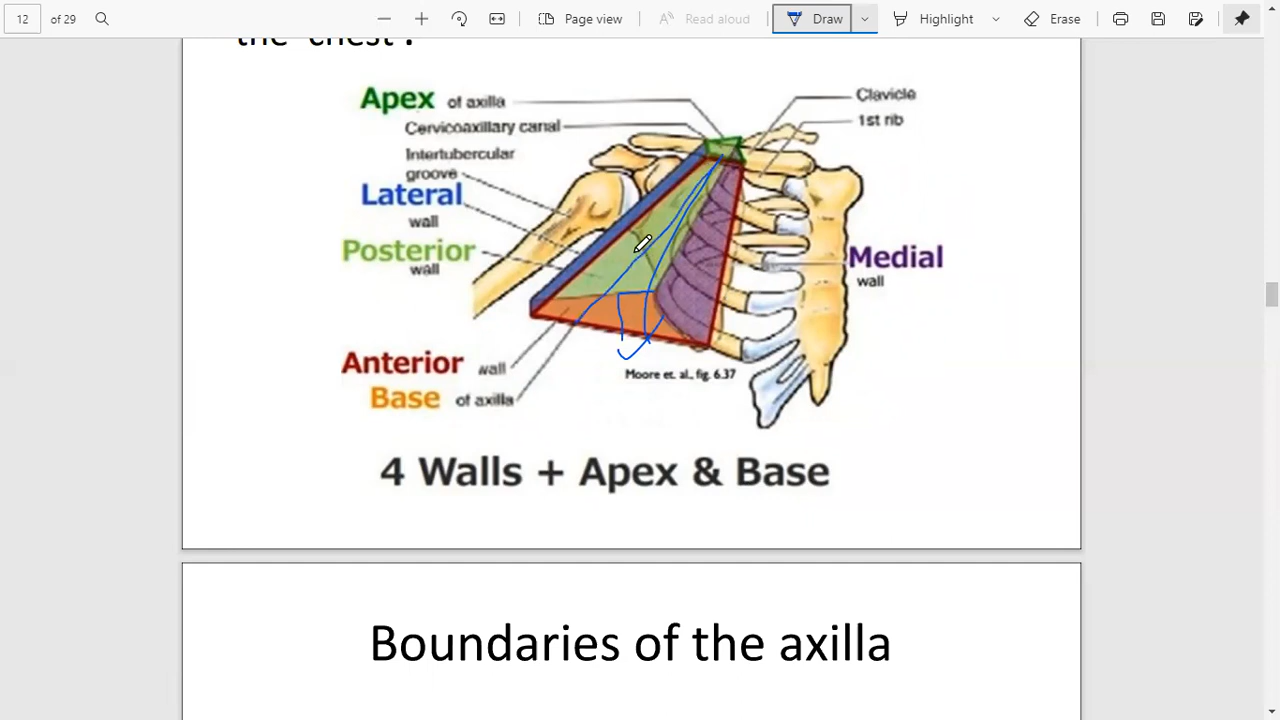 12 of 29 Page view Read aloud Draw Highlight Erase
the 'chest'.
Apex of axilla
Clavicle
Cervicoaxillary canal
1st rib
Intertubercular
groove
Lateral
wall
Posterior
wall
Medial
wall
Anterior wall
Moore et. al., fig. 6.37
Base of axilla
4 Walls + Apex & Base
Boundaries of the axilla